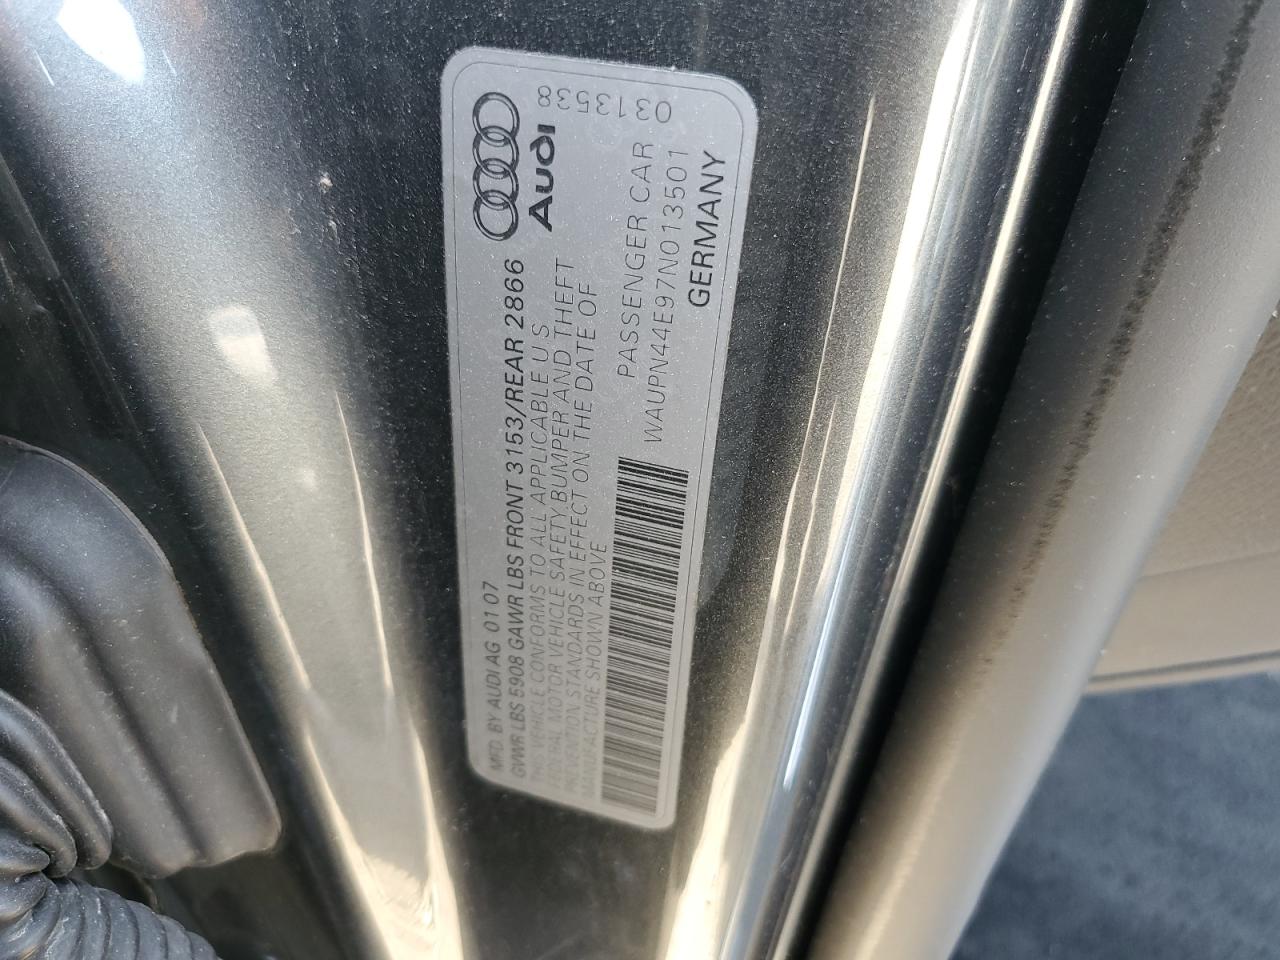 Audi
0313538
MFD BY AUDI AG 01 07
GVWR LBS 5908 GAWR LBS FRONT 3153/REAR 2866
THIS VEHICLE CONFORMS TO ALL APPLICABLE U S
FEDERAL MOTOR VEHICLE SAFETY, BUMPER AND THEFT
PREVENTION STANDARDS IN EFFECT ON THE DATE OF
MANUFACTURE SHOWN ABOVE
PASSENGER CAR
WAUPN44E97N013501
GERMANY